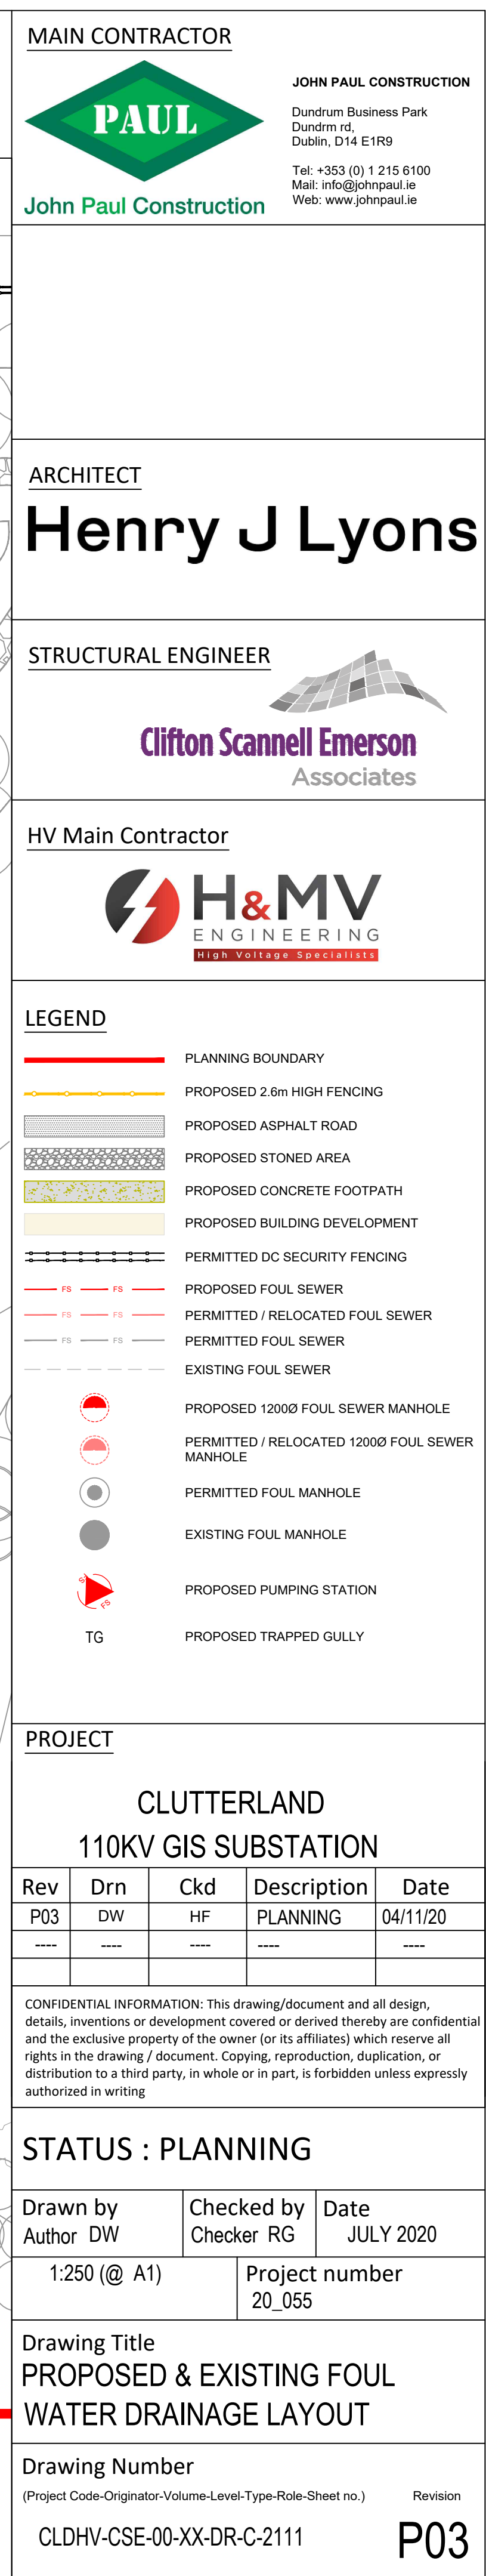 MAIN CONTRACTOR
PAUL
John Paul Construction
JOHN PAUL CONSTRUCTION
Dundrum Business Park
Dundrm rd,
Dublin, D14 E1R9
Tel: +353 (0) 1 215 6100
Mail: info@johnpaul.ie
Web: www.johnpaul.ie
ARCHITECT
Henry J Lyons
STRUCTURAL ENGINEER
Clifton Scannell Emerson
Associates
HV Main Contractor
H&MV
ENGINEERING
High Voltage Specialists
LEGEND
PLANNING BOUNDARY
PROPOSED 2.6m HIGH FENCING
PROPOSED ASPHALT ROAD
PROPOSED STONED AREA
PROPOSED CONCRETE FOOTPATH
PROPOSED BUILDING DEVELOPMENT
PERMITTED DC SECURITY FENCING
FS FS PROPOSED FOUL SEWER
FS FS PERMITTED / RELOCATED FOUL SEWER
FS FS PERMITTED FOUL SEWER
EXISTING FOUL SEWER
PROPOSED 1200Ø FOUL SEWER MANHOLE
PERMITTED / RELOCATED 1200Ø FOUL SEWER
MANHOLE
PERMITTED FOUL MANHOLE
EXISTING FOUL MANHOLE
FS PROPOSED PUMPING STATION
TG PROPOSED TRAPPED GULLY
PROJECT
CLUTTERLAND
110KV GIS SUBSTATION
Rev Drn Ckd Description Date
P03 DW HF PLANNING 04/11/20
---- ---- ---- ---- ----
CONFIDENTIAL INFORMATION: This drawing/document and all design,
details, inventions or development covered or derived thereby are confidential
and the exclusive property of the owner (or its affiliates) which reserve all
rights in the drawing / document. Copying, reproduction, duplication, or
distribution to a third party, in whole or in part, is forbidden unless expressly
authorized in writing
STATUS : PLANNING
Drawn by Checked by Date
Author DW Checker RG JULY 2020
1:250 (@ A1) Project number
20_055
Drawing Title
PROPOSED & EXISTING FOUL
WATER DRAINAGE LAYOUT
Drawing Number
(Project Code-Originator-Volume-Level-Type-Role-Sheet no.) Revision
CLDHV-CSE-00-XX-DR-C-2111 P03